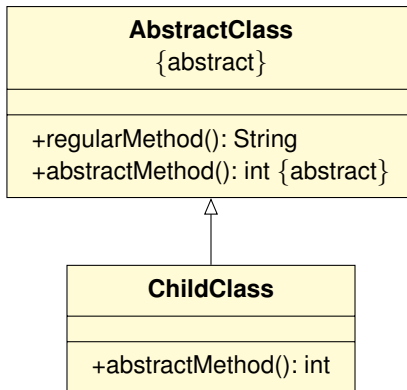 AbstractClass
{abstract}
+regularMethod(): String
+abstractMethod(): int {abstract}
ChildClass
+abstractMethod(): int